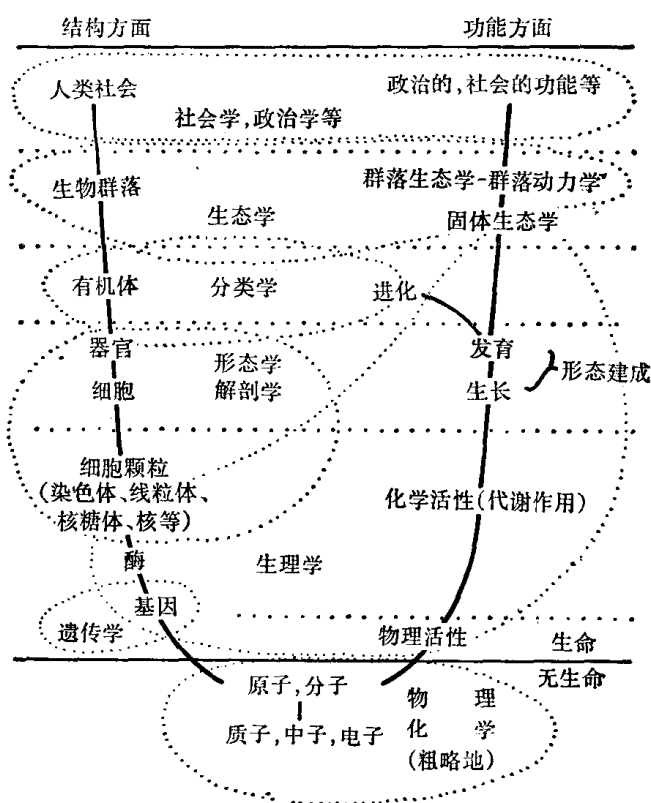 结构方面 功能方面
人类社会 政治的,社会的功能等
社会学,政治学等
生物群落 群落生态学-群落动力学
生态学 固体生态学
有机体 分类学 进化
器官 形态学 发育
细胞 解剖学 生长 形态建成
细胞颗粒
(染色体、线粒体、 化学活性(代谢作用)
核糖体、核等)
酶 生理学
基因
遗传学 物理活性 生命
无生命
原子,分子 物 理
质子,中子,电子 化 学
(粗略地)